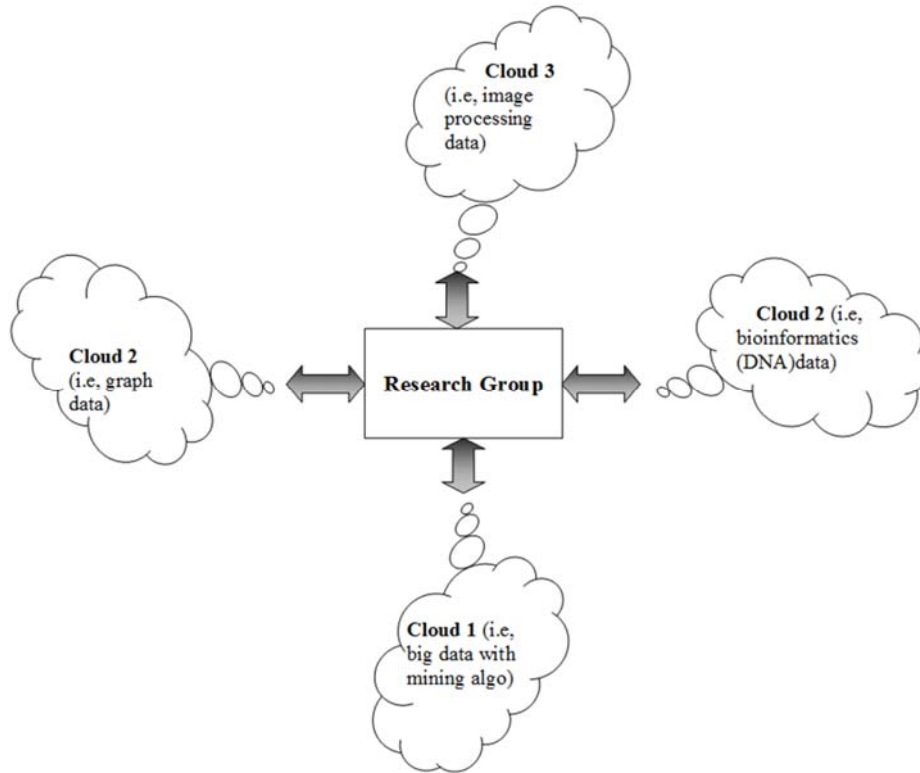 Cloud 3
(i.e, image
processing
data)
Cloud 2
(i.e, graph
data)
Research Group
Cloud 2 (i.e,
bioinformatics
(DNA)data)
Cloud 1 (i.e,
big data with
mining algo)